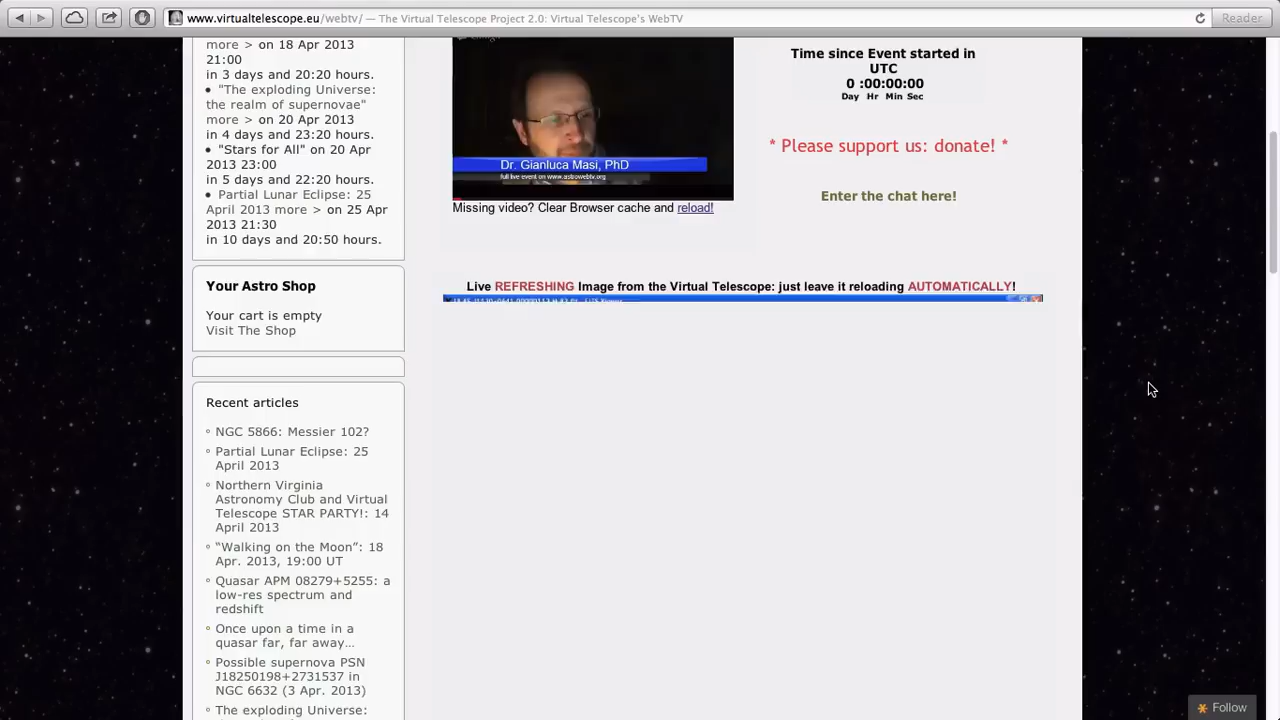 www.virtualtelescope.eu/webtv/ — The Virtual Telescope Project 2.0: Virtual Telescope's WebTV
Reader
more > on 18 Apr 2013
21:00
in 3 days and 20:20 hours.
• "The exploding Universe:
the realm of supernovae"
more > on 20 Apr 2013
in 4 days and 23:20 hours.
• "Stars for All" on 20 Apr
2013 23:00
in 5 days and 22:20 hours.
• Partial Lunar Eclipse: 25
April 2013 more > on 25 Apr
2013 21:30
in 10 days and 20:50 hours.
Your Astro Shop
Your cart is empty
Visit The Shop
Recent articles
NGC 5866: Messier 102?
Partial Lunar Eclipse: 25
April 2013
Northern Virginia
Astronomy Club and Virtual
Telescope STAR PARTY!: 14
April 2013
“Walking on the Moon”: 18
Apr. 2013, 19:00 UT
Quasar APM 08279+5255: a
low-res spectrum and
redshift
Once upon a time in a
quasar far, far away…
Possible supernova PSN
J18250198+2731537 in
NGC 6632 (3 Apr. 2013)
The exploding Universe:
Dr. Gianluca Masi, PhD
full live event on www.astrowebtv.org
Missing video? Clear Browser cache and reload!
Time since Event started in
UTC
0 :00:00:00
Day Hr Min Sec
* Please support us: donate! *
Enter the chat here!
Live REFRESHING Image from the Virtual Telescope: just leave it reloading AUTOMATICALLY!
Follow